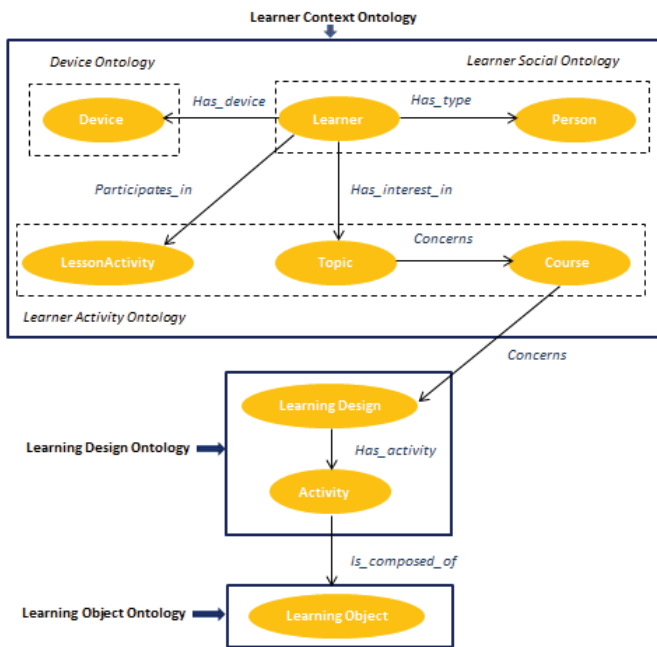 Learner Context Ontology
Device Ontology
Learner Social Ontology
Device
Has_device
Learner
Has_type
Person
Participates_in
Has_interest_in
LessonActivity
Topic
Concerns
Course
Learner Activity Ontology
Concerns
Learning Design
Learning Design Ontology
Has_activity
Activity
Is_composed_of
Learning Object Ontology
Learning Object